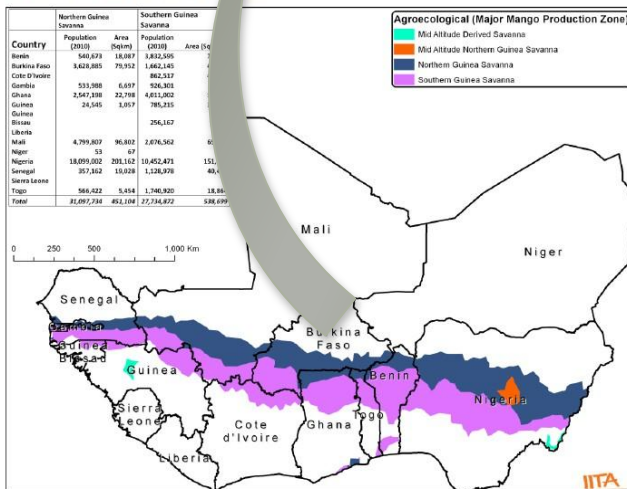 Northern Guinea Savanna Southern Guinea Savanna
Country Population (2010) Area (Sqkm) Population (2010) Area (Sq
Benin 540,673 18,087 3,832,595
Burkina Faso 3,628,885 79,952 1,662,145
Cote D'Ivoire 862,517
Gambia 533,988 6,697 926,301
Ghana 2,547,198 22,798 4,011,002
Guinea 24,545 1,057 785,215
Guinea
Bissau 256,167
Liberia
Mali 4,799,807 96,802 2,076,562
Niger 53 67
Nigeria 18,099,002 201,162 10,452,471 151,
Senegal 357,162 19,028 1,128,978
Sierra Leone
Togo 566,422 5,454 1,740,920
Total 31,097,734 451,104 27,734,872 538,699
Agroecological (Major Mango Production Zone)
Mid Altitude Derived Savanna
Mid Altitude Northern Guinea Savanna
Northern Guinea Savanna
Southern Guinea Savanna
0 250 500 1,000 Km
Mali
Niger
Senegal
Gambia
Guinea
Bissau
Guinea
Sierra
Leone
Liberia
Cote
d'Ivoire
Burkina
Faso
Ghana
Togo
Benin
Nigeria
IITA